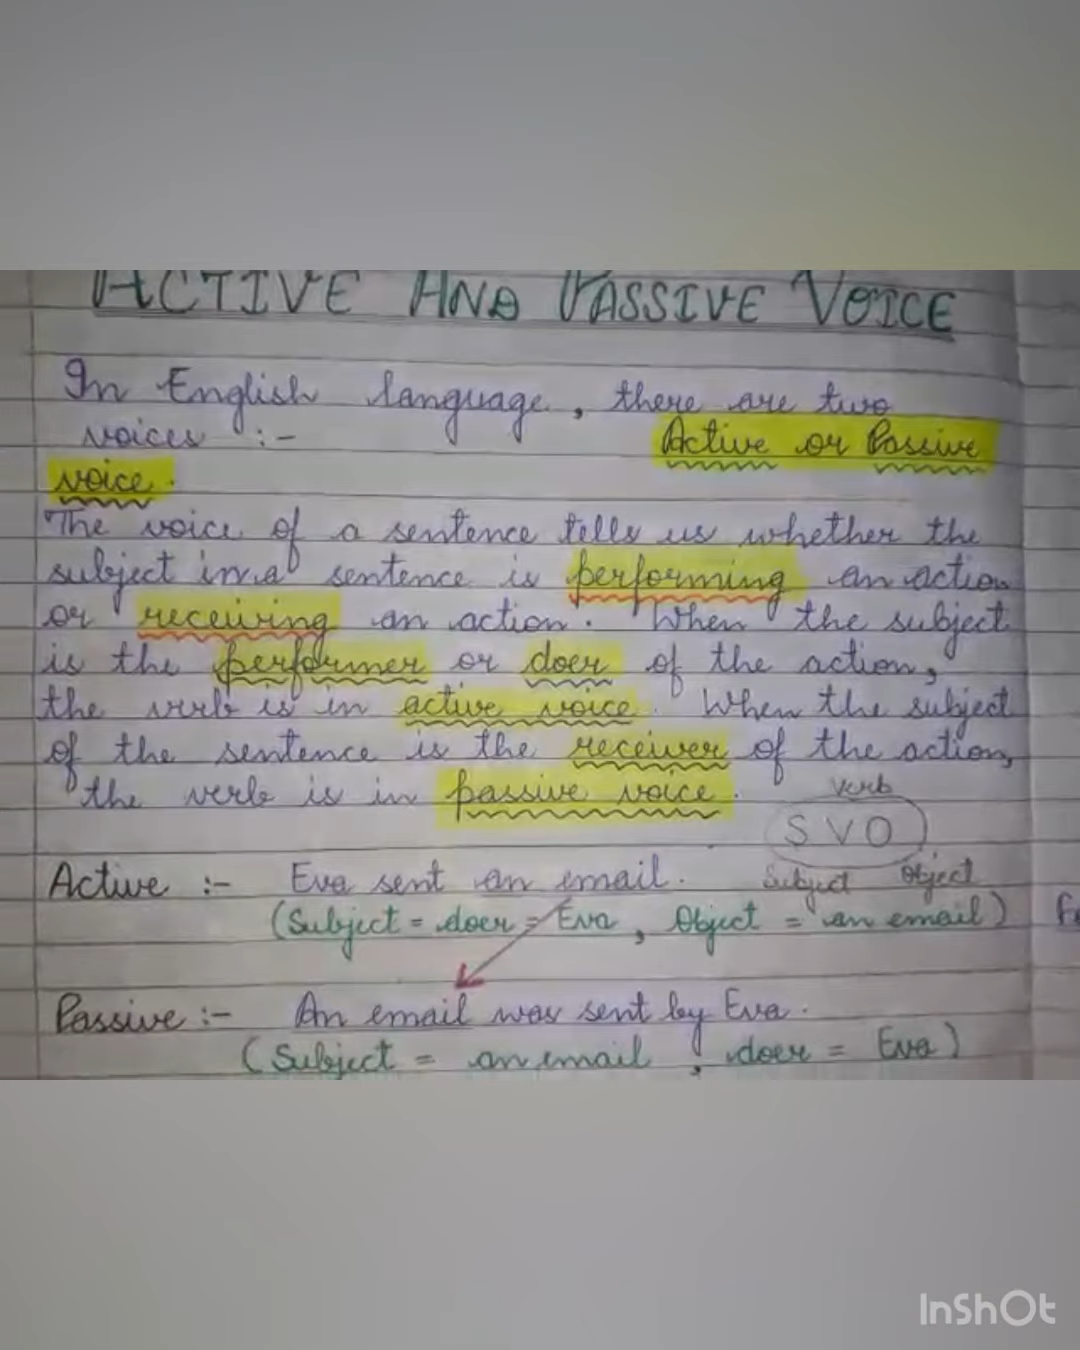 ACTIVE AND PASSIVE VOICE
In English language, there are two
voices :- Active or Passive
voice.
The voice of a sentence tells us whether the
subject in a sentence is performing an action
or receiving an action. When the subject
is the performer or doer of the action,
the verb is in active voice. When the subject
of the sentence is the receiver of the action,
the verb is in passive voice.
verb
SVO
Active :- Eva sent an email. Subject Object
(Subject = doer = Eva, Object = an email)
Passive :- An email was sent by Eva.
(Subject = an email, doer = Eva)
InShOt